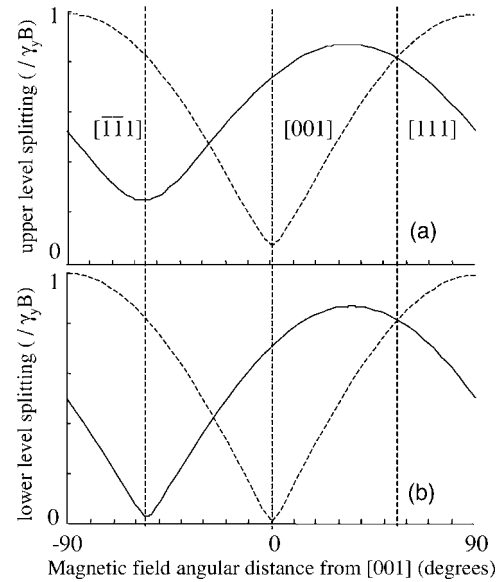 1
upper level splitting ( / γyB)
[1̅1̅1]
[001]
[111]
(a)
0
1
lower level splitting ( / γyB)
(b)
0
-90
0
90
Magnetic field angular distance from [001] (degrees)